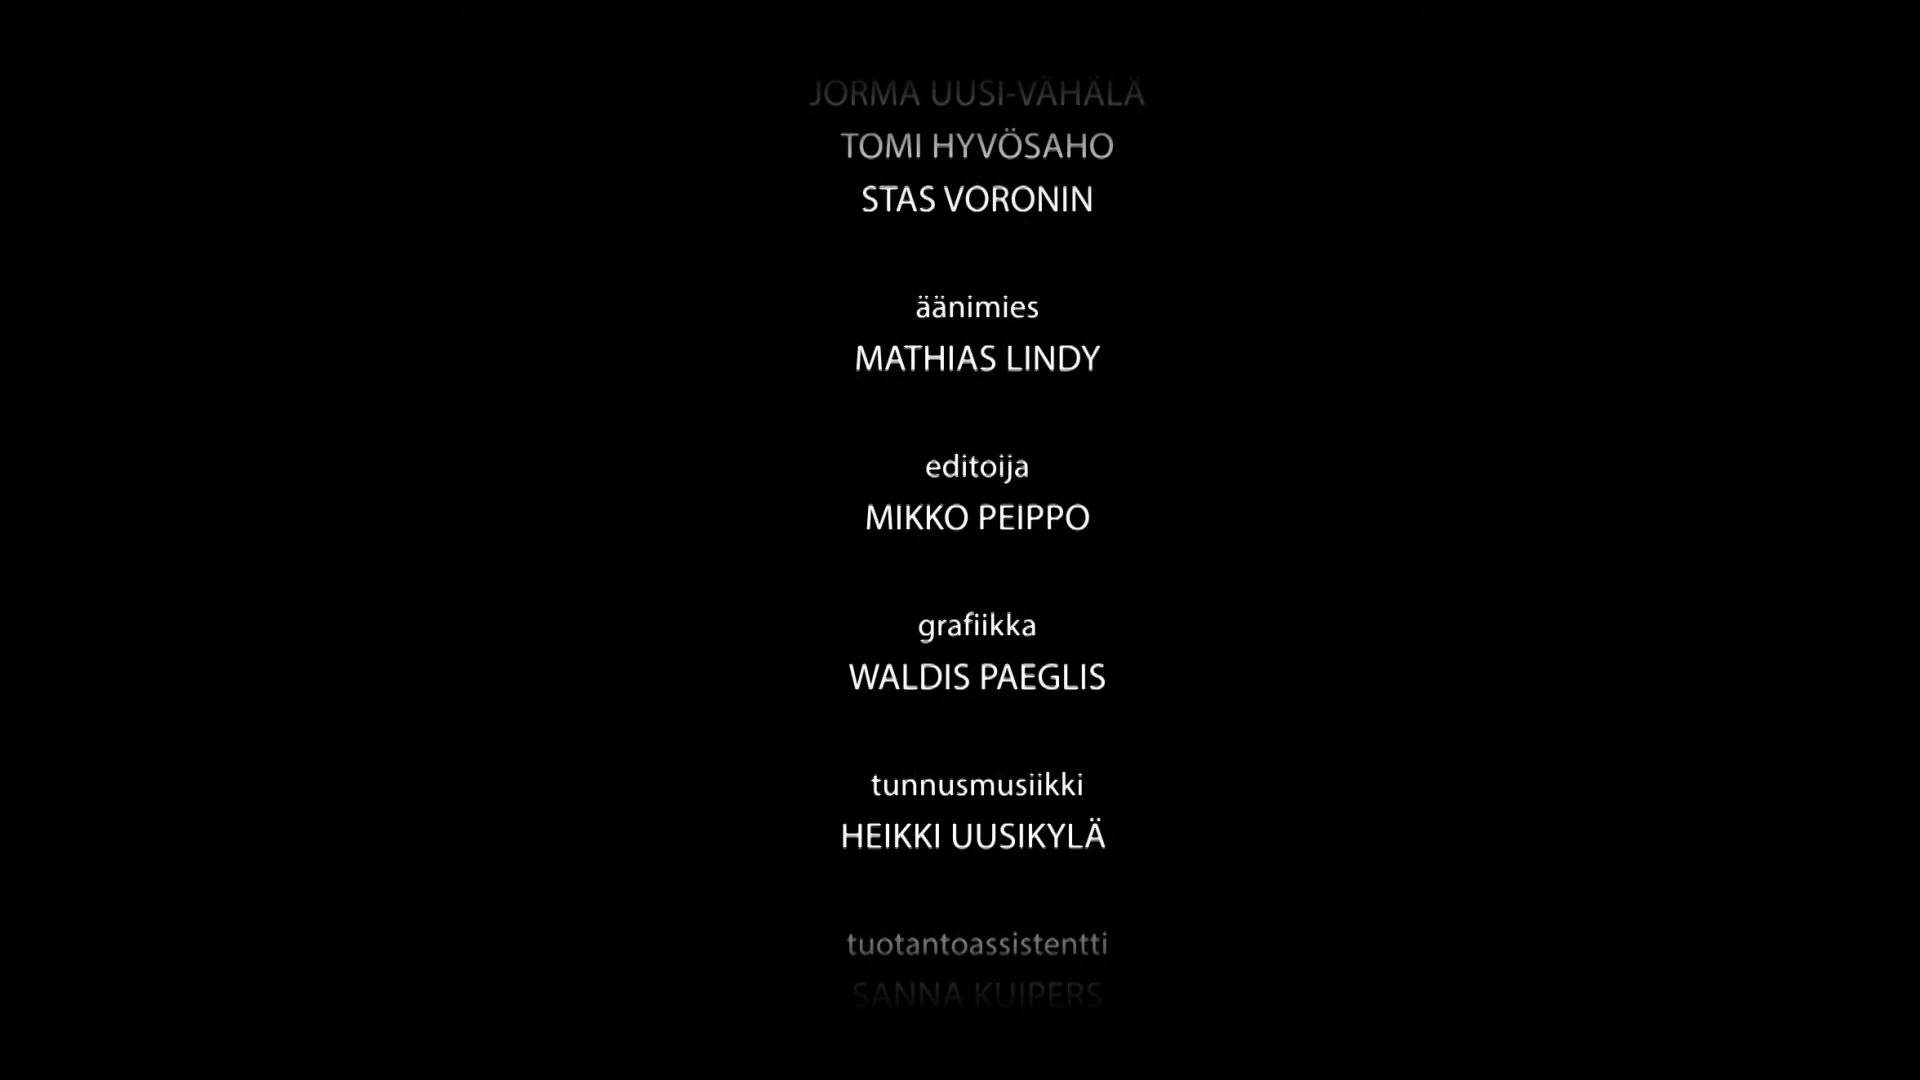 JORMA UUSI-VÄHÄLÄ
TOMI HYVÖSAHO
STAS VORONIN
äänimies
MATHIAS LINDY
editoija
MIKKO PEIPPO
grafiikka
WALDIS PAEGLIS
tunnusmusiikki
HEIKKI UUSIKYLÄ
tuotantoassistentti
SANNA KUIPERS